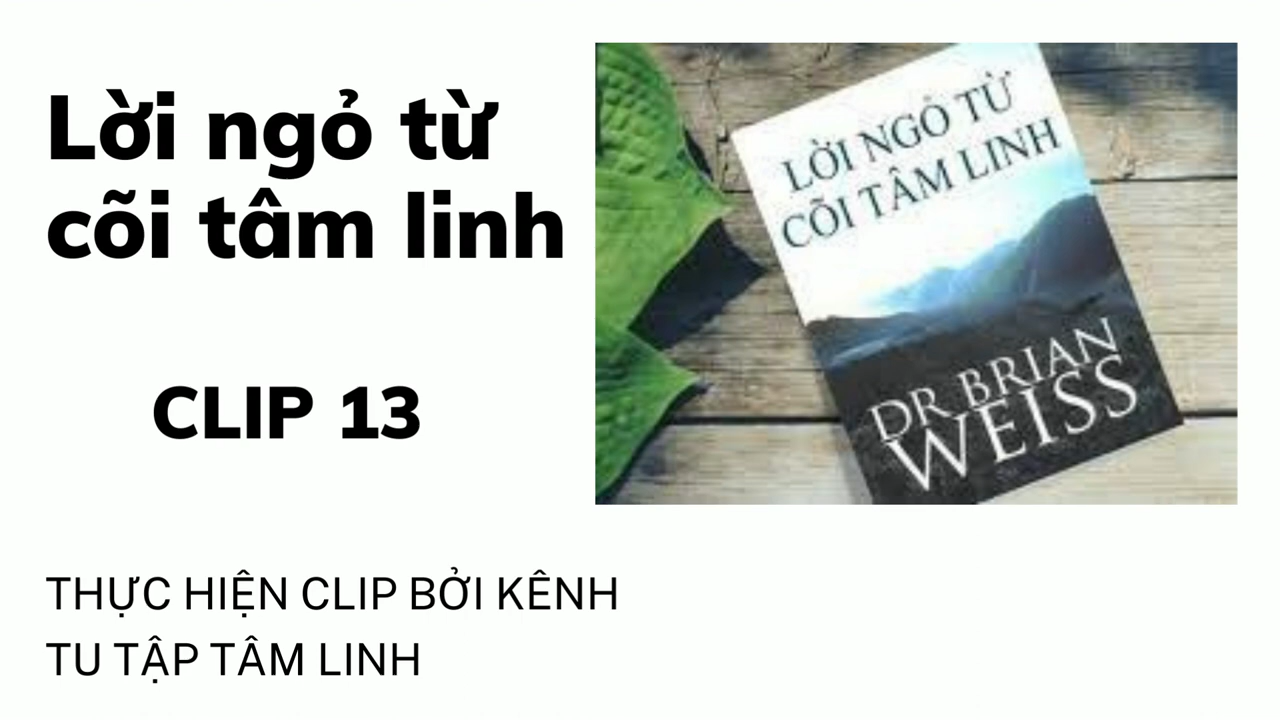 Lời ngỏ từ
cõi tâm linh
CLIP 13
LỜI NGỎ TỪ
CÕI TÂM LINH
DR BRIAN
WEISS
THỰC HIỆN CLIP BỞI KÊNH
TU TẬP TÂM LINH